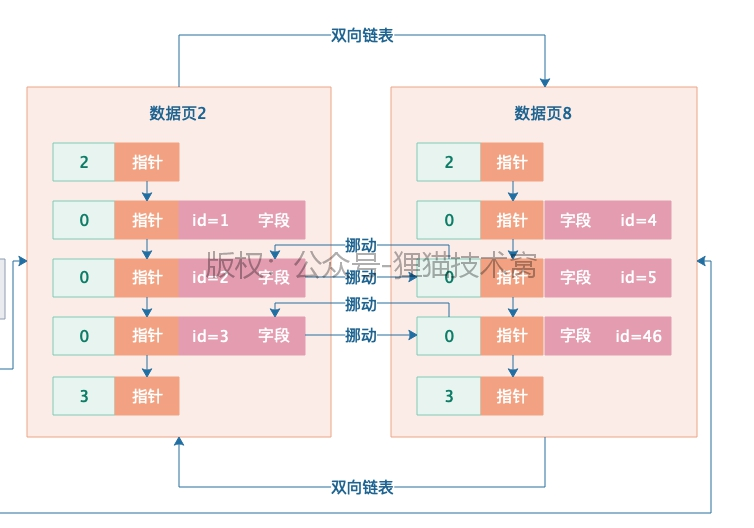 双向链表
数据页2
2 指针
0 指针 id=1 字段
0 指针 id=2 字段
0 指针 id=3 字段
3 指针
挪动
挪动
挪动
挪动
数据页8
2 指针
0 指针 字段 id=4
0 指针 字段 id=5
0 指针 字段 id=46
3 指针
版权：公众号-狸猫技术窝
双向链表